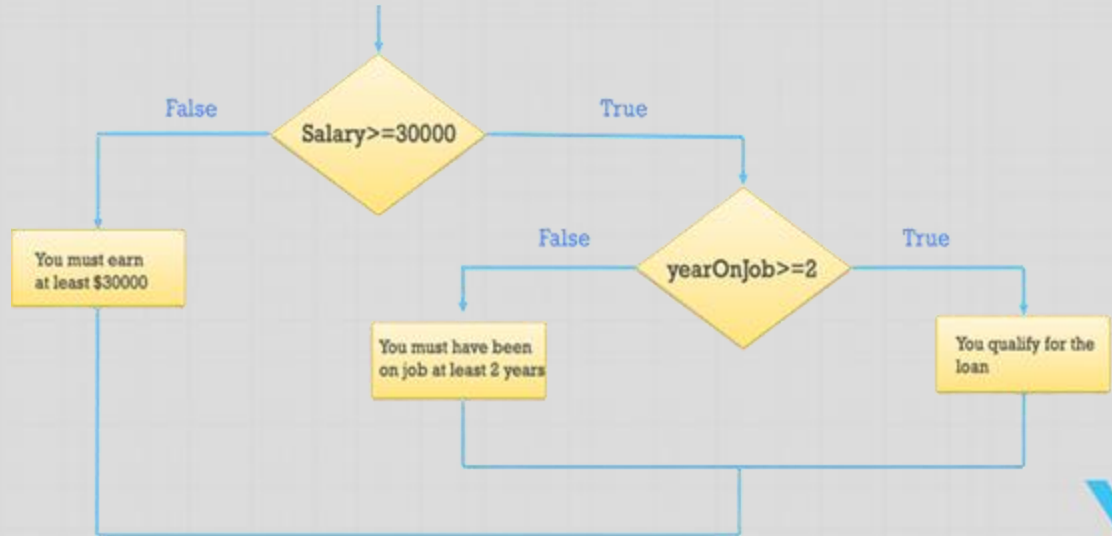 False
True
Salary>=30000
False
True
You must earn
at least $30000
yearOnJob>=2
You must have been
on job at least 2 years
You qualify for the
loan